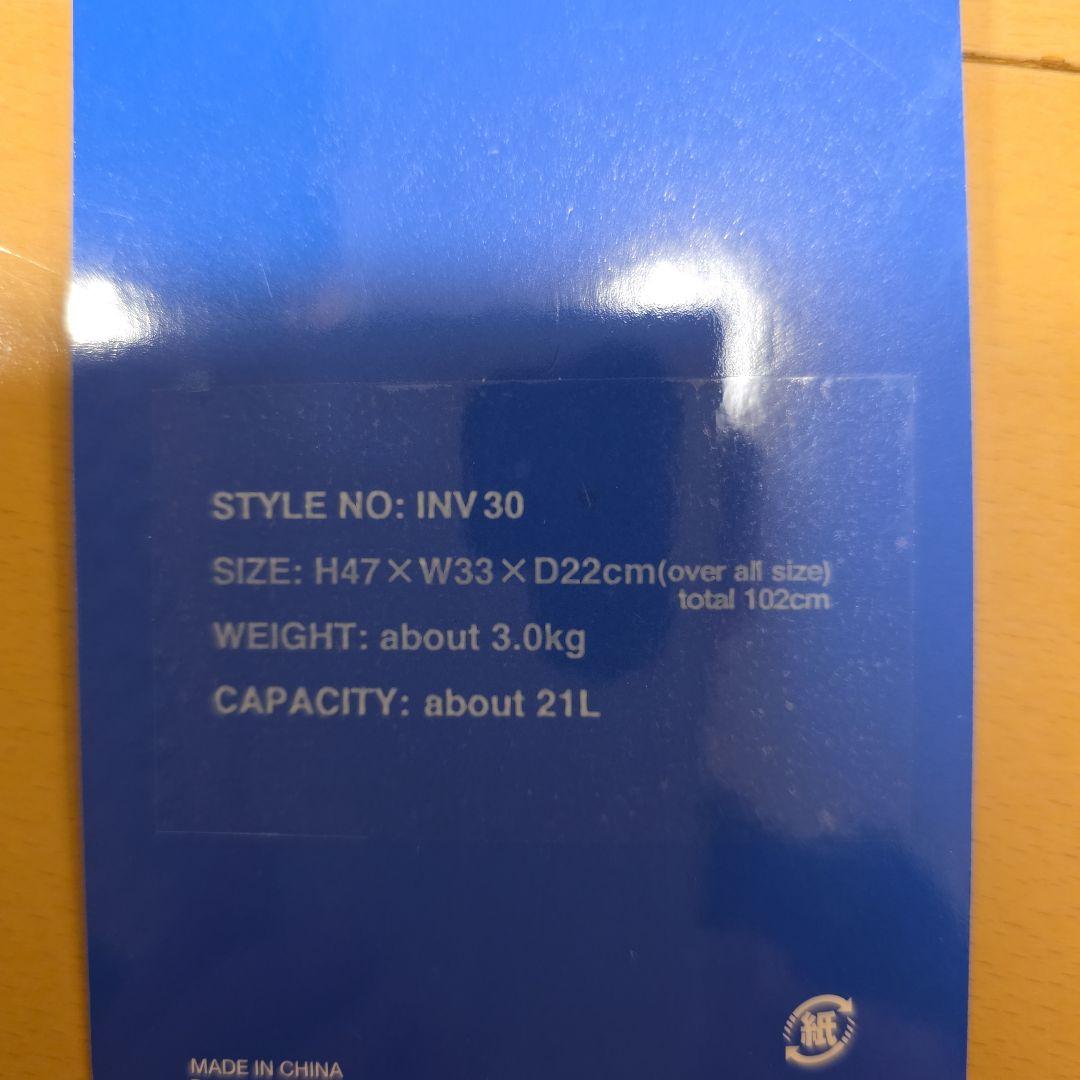 STYLE NO: INV30
SIZE: H47×W33×D22cm(over all size)
total 102cm
WEIGHT: about 3.0kg
CAPACITY: about 21L
紙
MADE IN CHINA